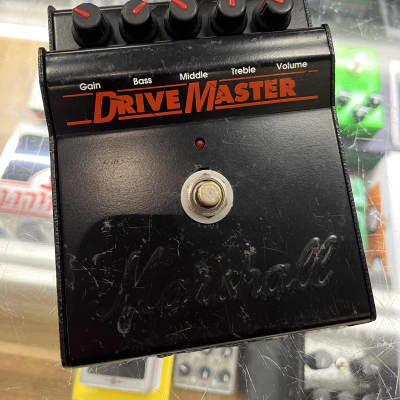 Gain Bass Middle Treble Volume
DRIVE MASTER
Marshall